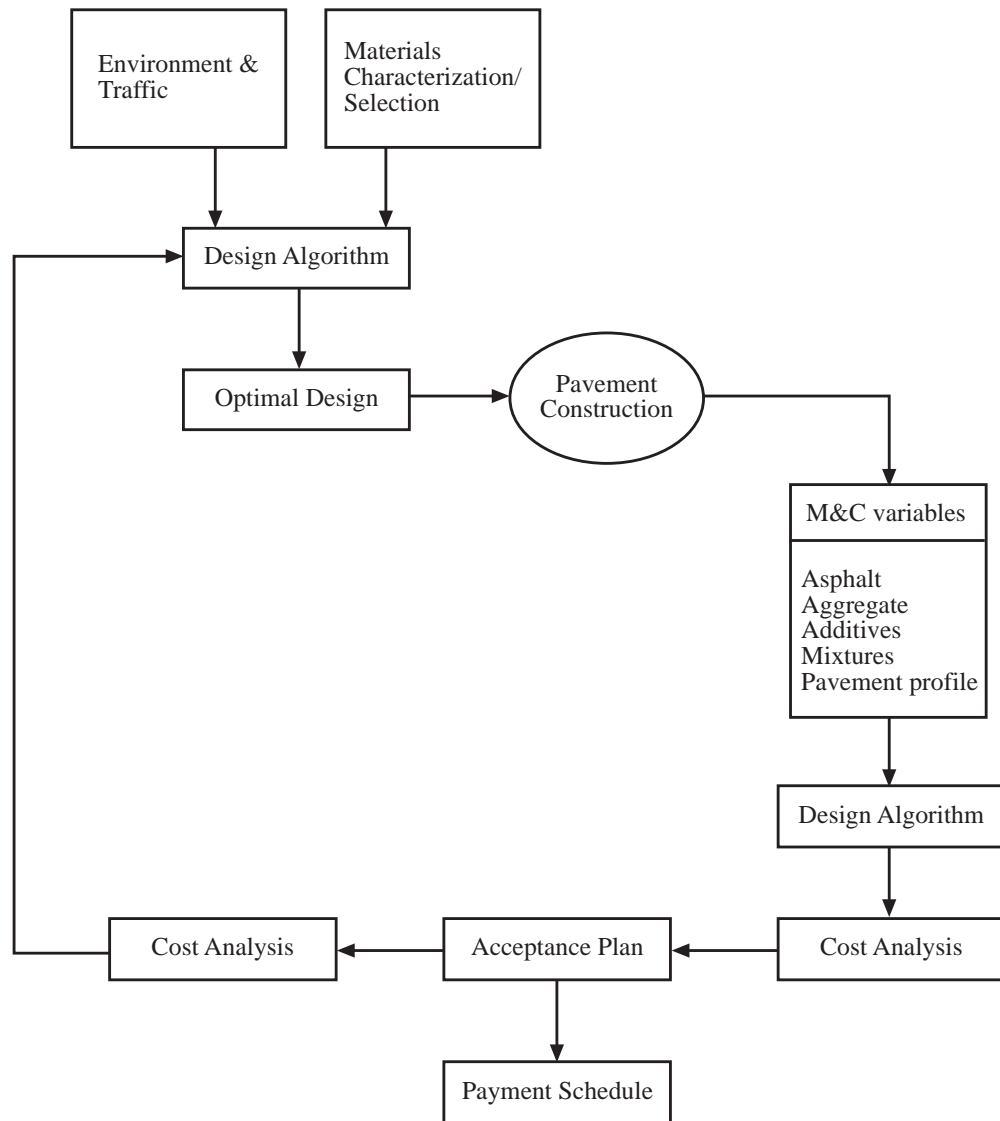 Environment &
Traffic
Materials
Characterization/
Selection
Design Algorithm
Optimal Design
Pavement
Construction
M&C variables
Asphalt
Aggregate
Additives
Mixtures
Pavement profile
Design Algorithm
Cost Analysis
Acceptance Plan
Cost Analysis
Payment Schedule